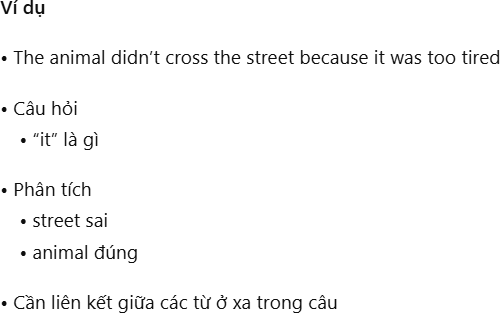 Ví dụ
• The animal didn’t cross the street because it was too tired
• Câu hỏi
• “it” là gì
• Phân tích
• street sai
• animal đúng
• Cần liên kết giữa các từ ở xa trong câu